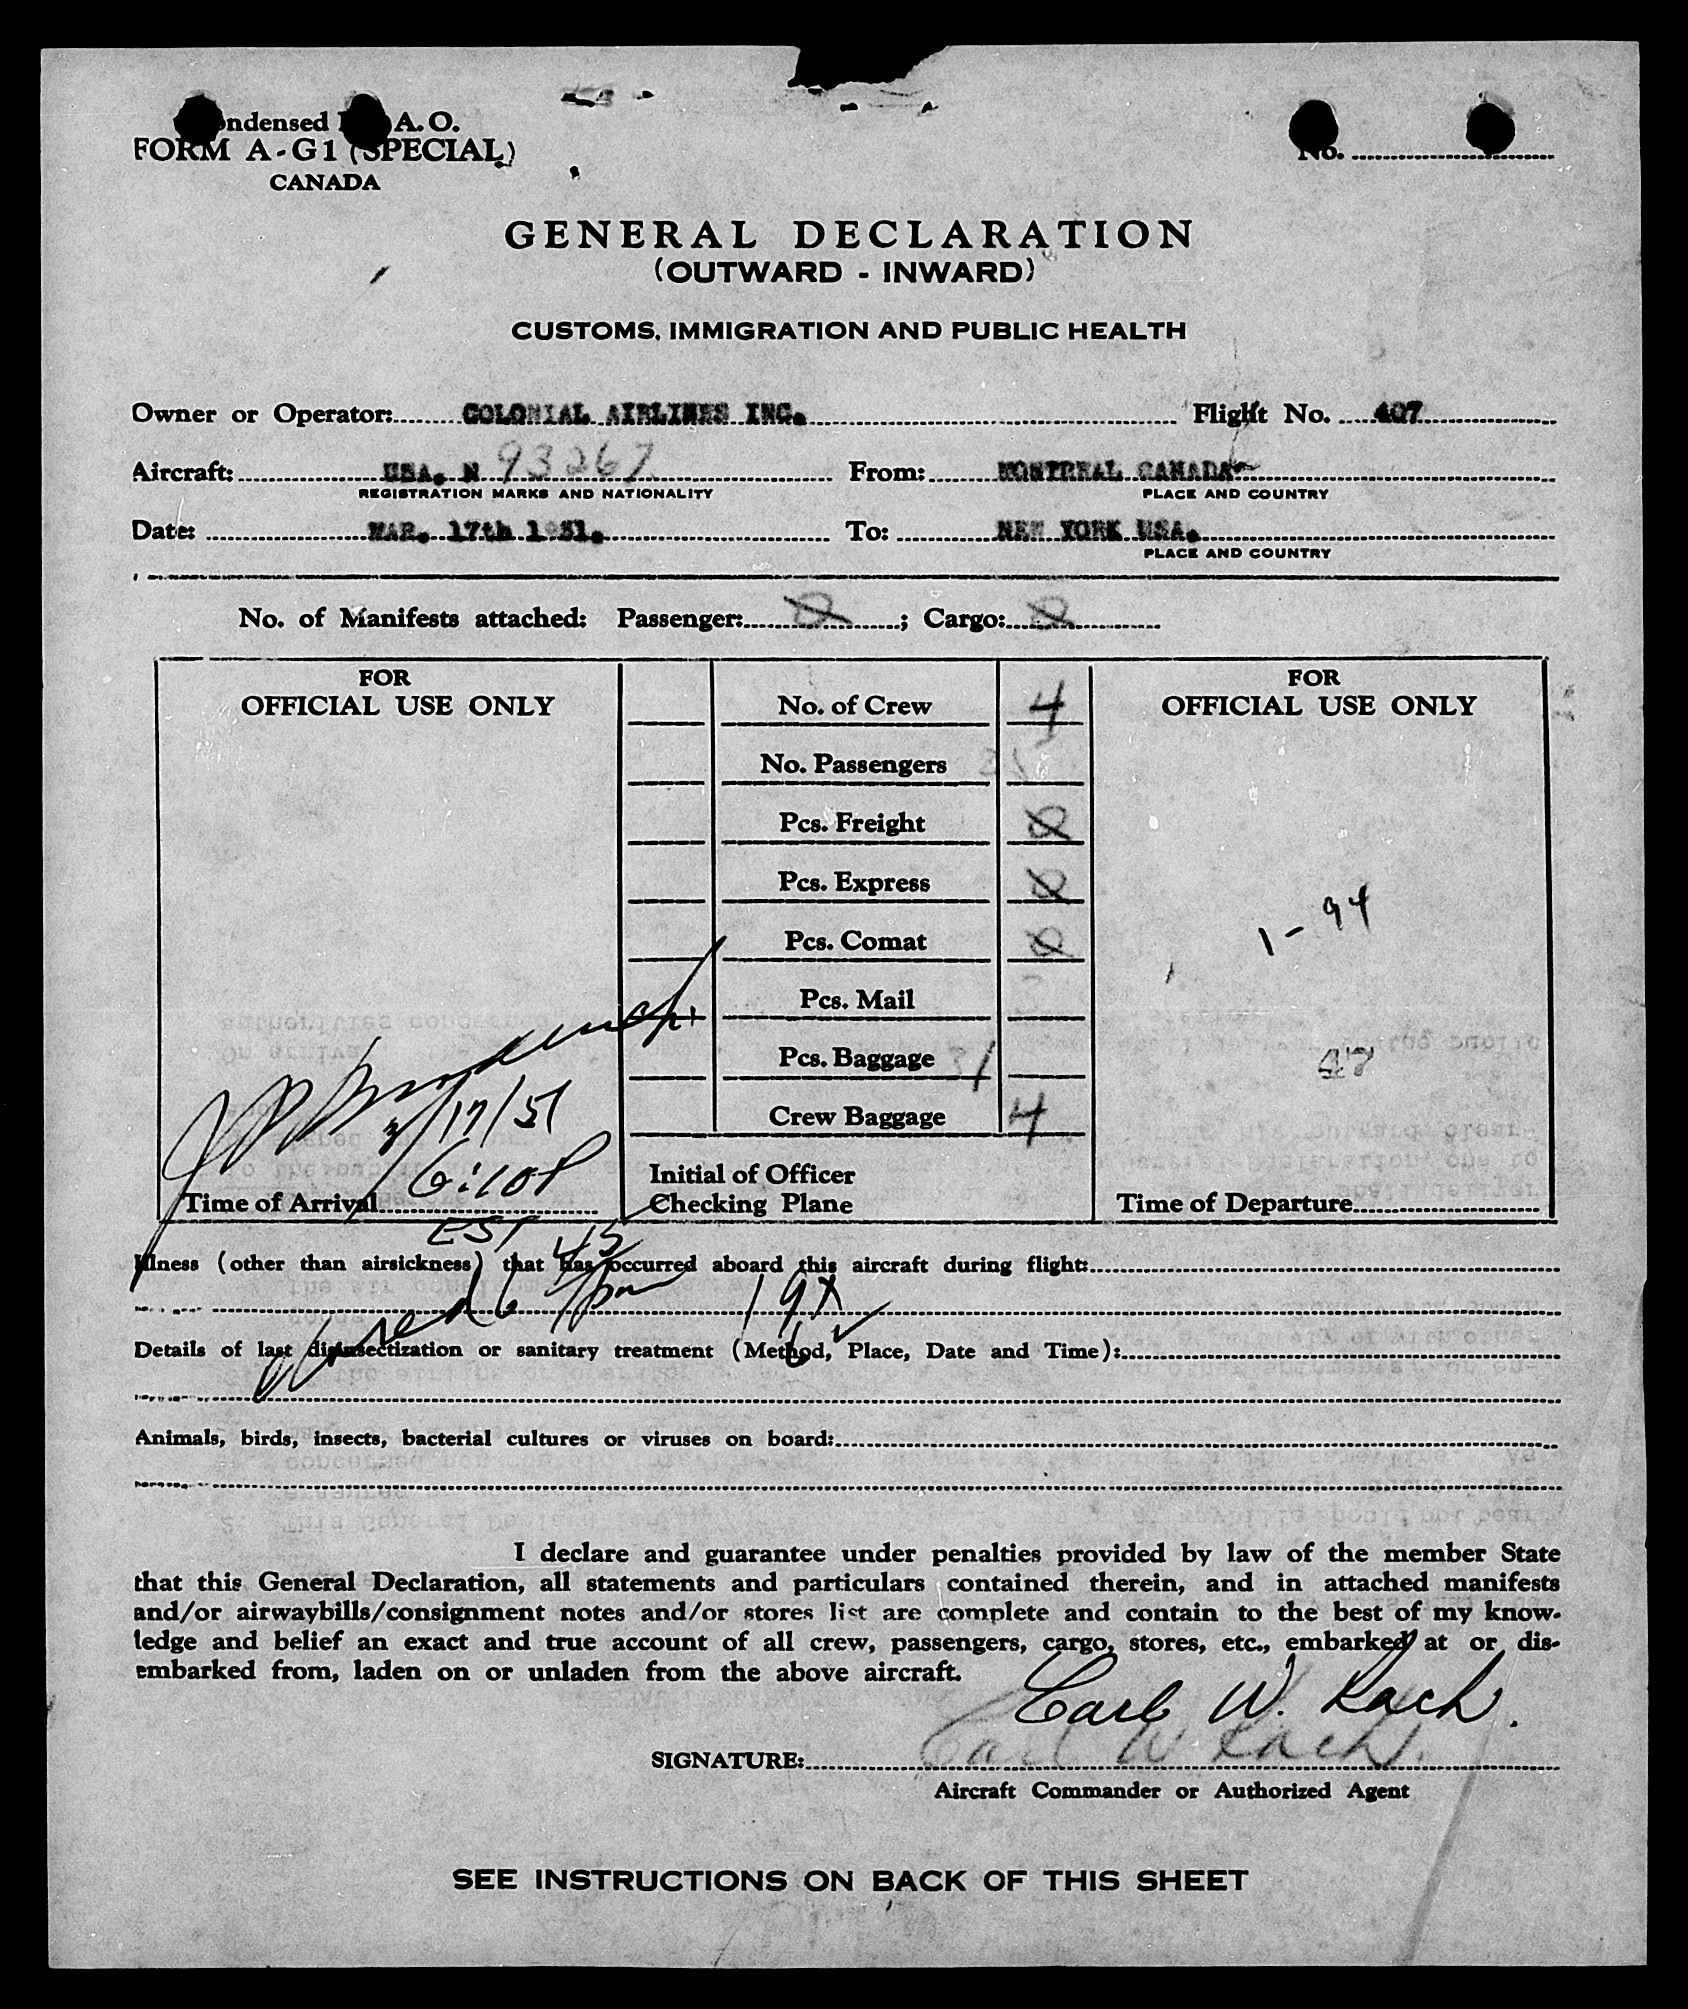 ndensed I A. O.
FORM A-G1 (SPECIAL)
CANADA
No.
GENERAL DECLARATION
(OUTWARD - INWARD)
CUSTOMS, IMMIGRATION AND PUBLIC HEALTH
Owner or Operator: COLONIAL AIRLINES INC. Flight No. 407
Aircraft: USA. N 93267 From: MONTREAL CANADA
REGISTRATION MARKS AND NATIONALITY PLACE AND COUNTRY
Date: MAR. 17th 1951. To: NEW YORK USA.
PLACE AND COUNTRY
No. of Manifests attached: Passenger: 0; Cargo: 0
FOR
OFFICIAL USE ONLY
No. of Crew 4
No. Passengers
Pcs. Freight 0
Pcs. Express 0
Pcs. Comat 0
Pcs. Mail
Pcs. Baggage
Crew Baggage 4
Initial of Officer
Checking Plane
3/17/51
Time of Arrival 6:10P
EST
FOR
OFFICIAL USE ONLY
1-94
47
Time of Departure
Illness (other than airsickness) that has occurred aboard this aircraft during flight:
Details of last disinsectization or sanitary treatment (Method, Place, Date and Time):
Animals, birds, insects, bacterial cultures or viruses on board:
I declare and guarantee under penalties provided by law of the member State
that this General Declaration, all statements and particulars contained therein, and in attached manifests
and/or airwaybills/consignment notes and/or stores list are complete and contain to the best of my know-
ledge and belief an exact and true account of all crew, passengers, cargo, stores, etc., embarked at or dis-
embarked from, laden on or unladen from the above aircraft.
Carl W. Rach.
SIGNATURE: Carl W Rach.
Aircraft Commander or Authorized Agent
SEE INSTRUCTIONS ON BACK OF THIS SHEET